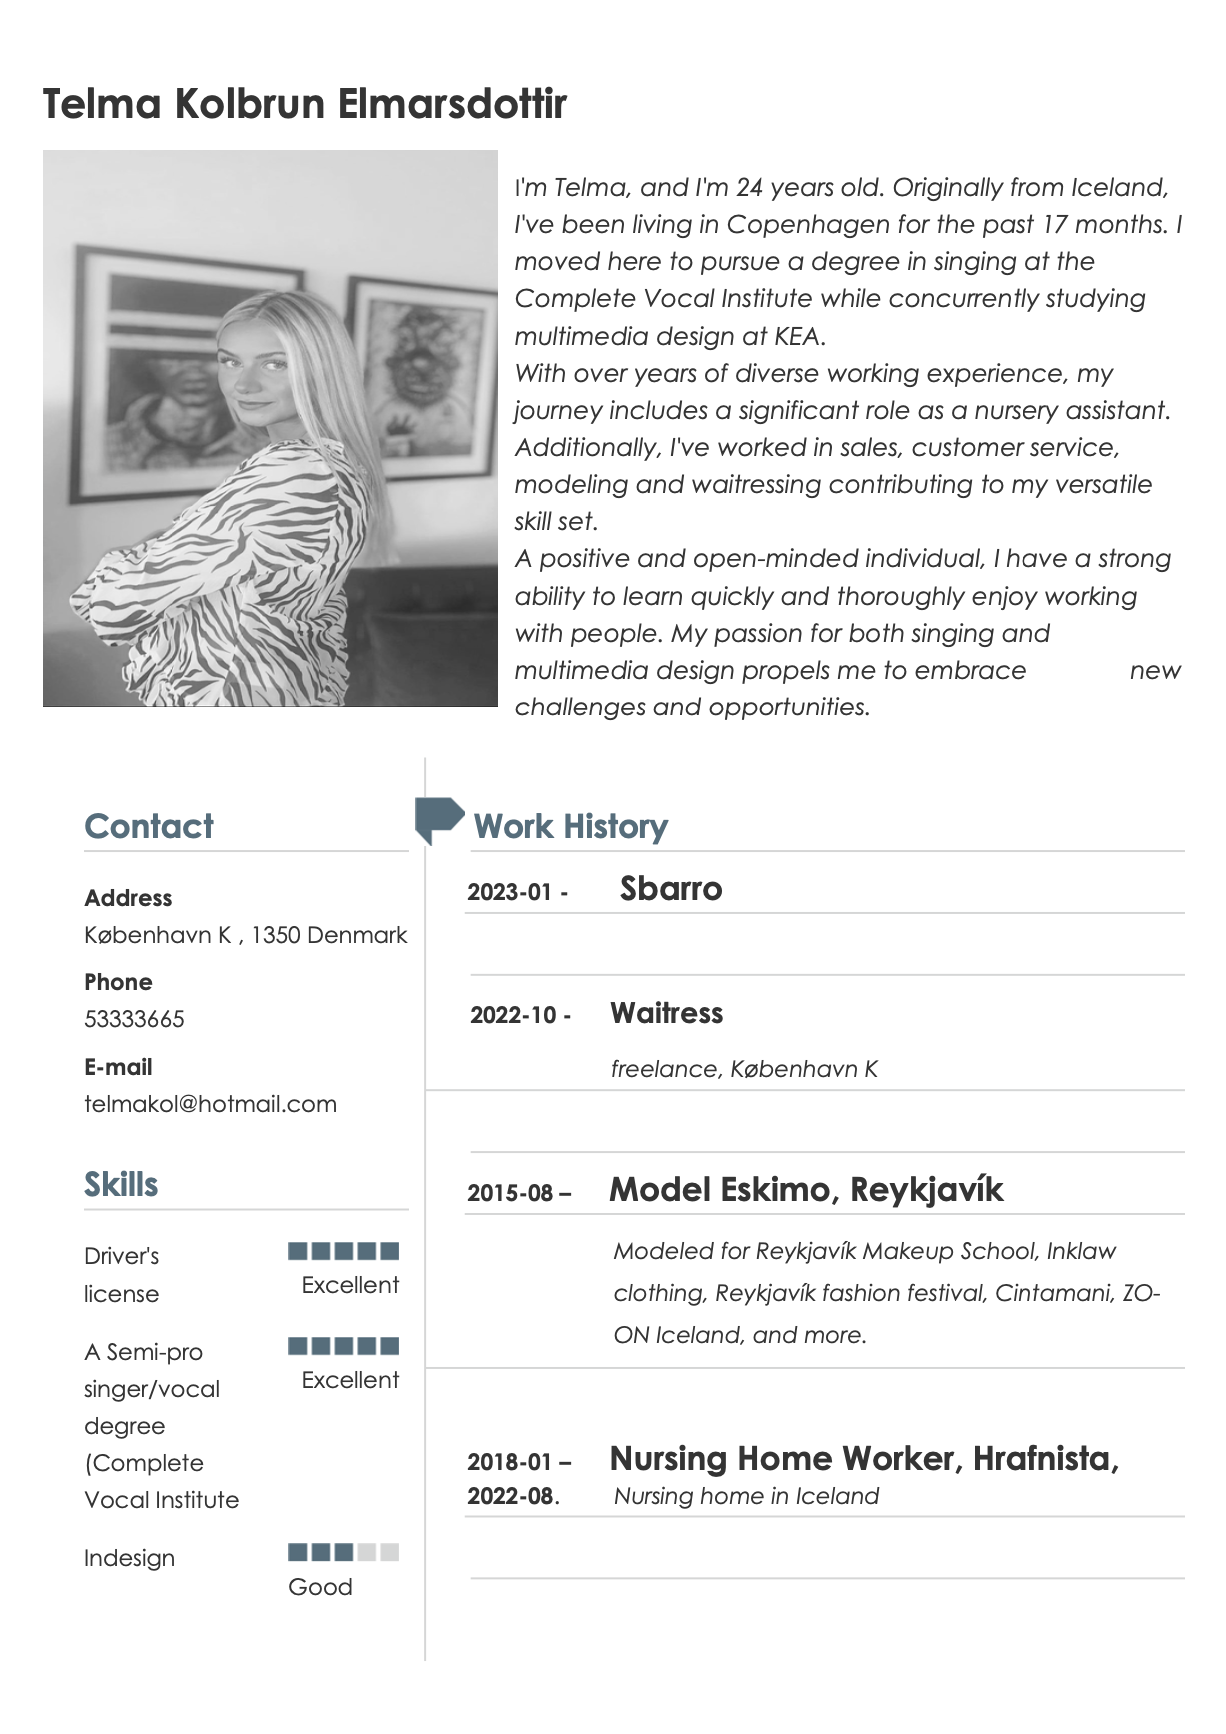 Telma Kolbrun Elmarsdottir
I'm Telma, and I'm 24 years old. Originally from Iceland,
I've been living in Copenhagen for the past 17 months. I
moved here to pursue a degree in singing at the
Complete Vocal Institute while concurrently studying
multimedia design at KEA.
With over years of diverse working experience, my
journey includes a significant role as a nursery assistant.
Additionally, I've worked in sales, customer service,
modeling and waitressing contributing to my versatile
skill set.
A positive and open-minded individual, I have a strong
ability to learn quickly and thoroughly enjoy working
with people. My passion for both singing and
multimedia design propels me to embrace new
challenges and opportunities.
Contact
Address
København K , 1350 Denmark
Phone
53333665
E-mail
telmakol@hotmail.com
Skills
Driver's
license
Excellent
A Semi-pro
singer/vocal
degree
(Complete
Vocal Institute
Excellent
Indesign
Good
Work History
2023-01 - Sbarro
2022-10 - Waitress
freelance, København K
2015-08 – Model Eskimo, Reykjavík
Modeled for Reykjavík Makeup School, Inklaw
clothing, Reykjavík fashion festival, Cintamani, ZO-
ON Iceland, and more.
2018-01 – Nursing Home Worker, Hrafnista,
2022-08. Nursing home in Iceland